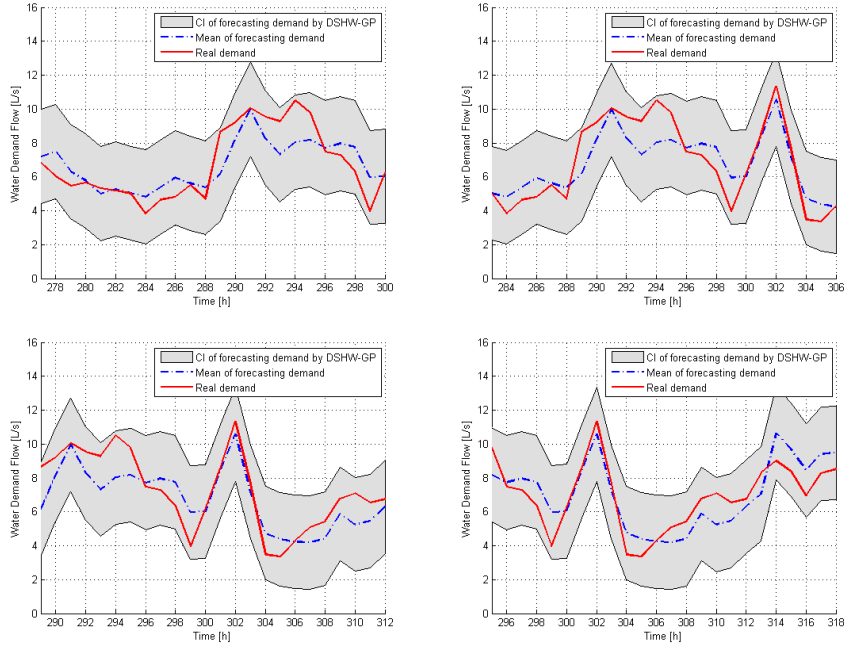 16
14
12
10
8
6
4
2
0
Water Demand Flow [L/s]
CI of forecasting demand by DSHW-GP
Mean of forecasting demand
Real demand
278 280 282 284 286 288 290 292 294 296 298 300
Time [h]
16
14
12
10
8
6
4
2
0
Water Demand Flow [L/s]
CI of forecasting demand by DSHW-GP
Mean of forecasting demand
Real demand
284 286 288 290 292 294 296 298 300 302 304 306
Time [h]
16
14
12
10
8
6
4
2
0
Water Demand Flow [L/s]
CI of forecasting demand by DSHW-GP
Mean of forecasting demand
Real demand
290 292 294 296 298 300 302 304 306 308 310 312
Time [h]
16
14
12
10
8
6
4
2
0
Water Demand Flow [L/s]
CI of forecasting demand by DSHW-GP
Mean of forecasting demand
Real demand
296 298 300 302 304 306 308 310 312 314 316 318
Time [h]